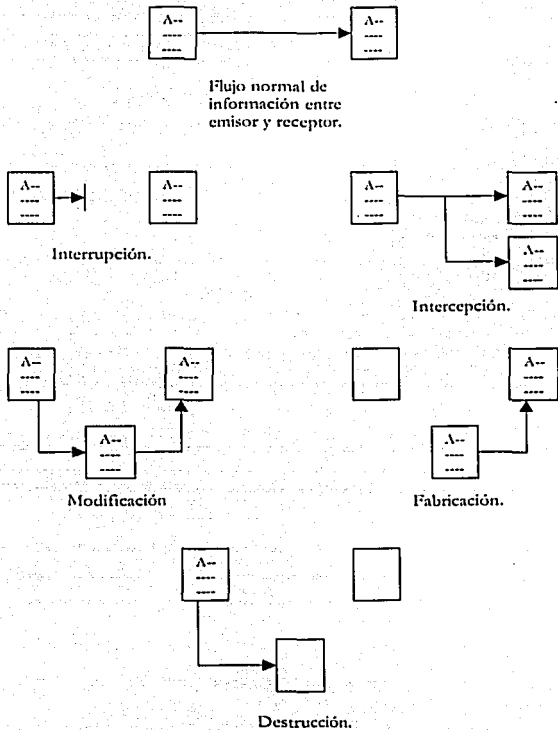 A-- A--
---- ----
---- ----
Flujo normal de
información entre
emisor y receptor.
A-- A-- A-- A--
---- ---- ---- ----
---- ---- ---- ----
A--
----
----
Interrupción.
Intercepción.
A-- A-- A--
---- ---- ----
---- ---- ----
A-- A--
---- ----
---- ----
Modificación Fabricación.
A--
----
----
Destrucción.